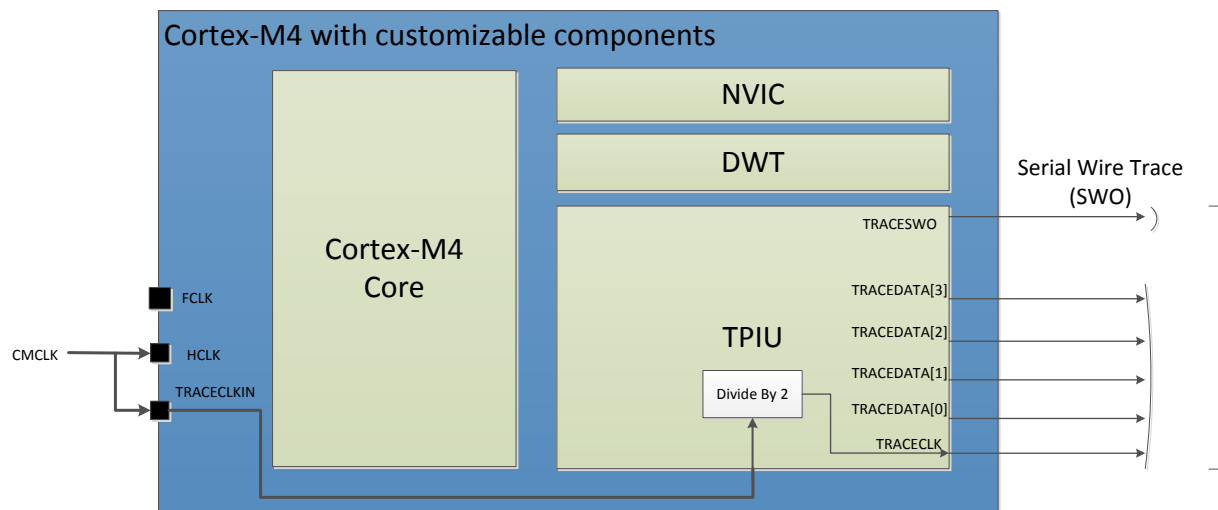 Cortex-M4 with customizable components
NVIC
DWT
Serial Wire Trace
(SWO)
TRACESWO
Cortex-M4
Core
FCLK
TRACEDATA[3]
TPIU
TRACEDATA[2]
CMCLK
HCLK
TRACEDATA[1]
TRACECLKIN
Divide By 2
TRACEDATA[0]
TRACECLK